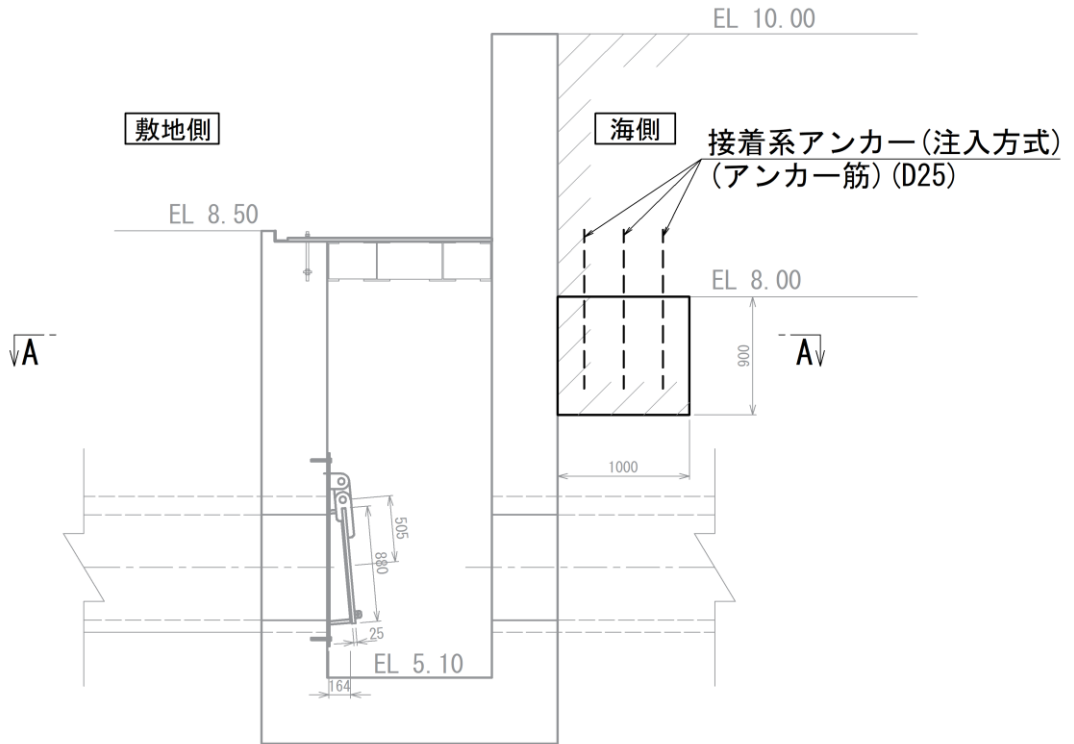 EL 10.00
敷地側
海側
接着系アンカー(注入方式)
(アンカー筋)(D25)
EL 8.50
EL 8.00
A
A
900
1000
505
880
25
EL 5.10
164